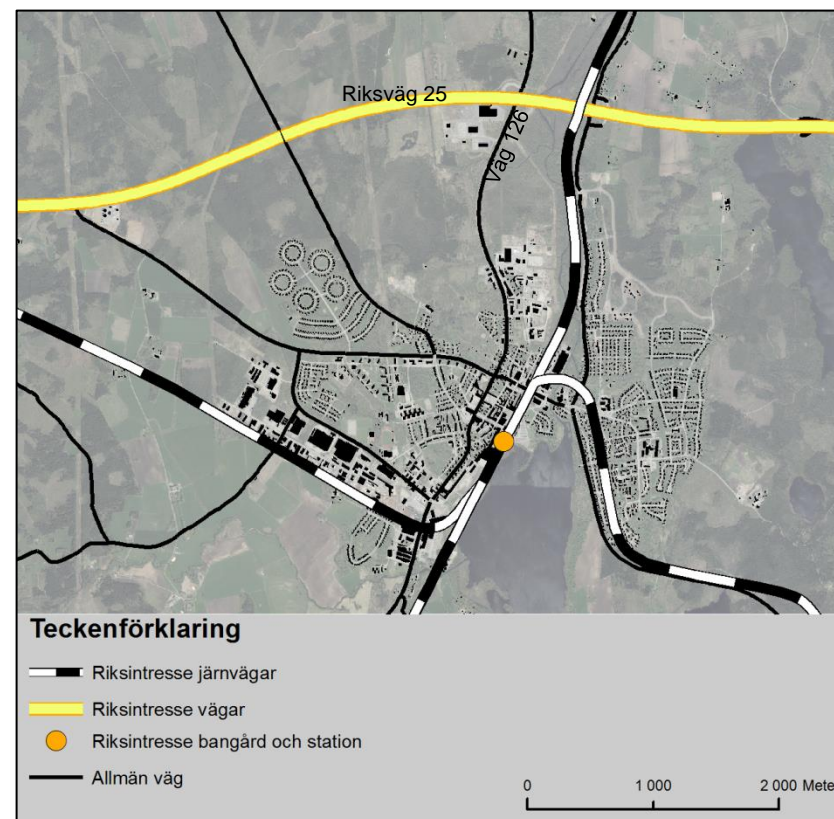 Riksväg 25
Väg 126
Teckenförklaring
Riksintresse järnvägar
Riksintresse vägar
Riksintresse bangård och station
Allmän väg
0 1 000 2 000 Mete